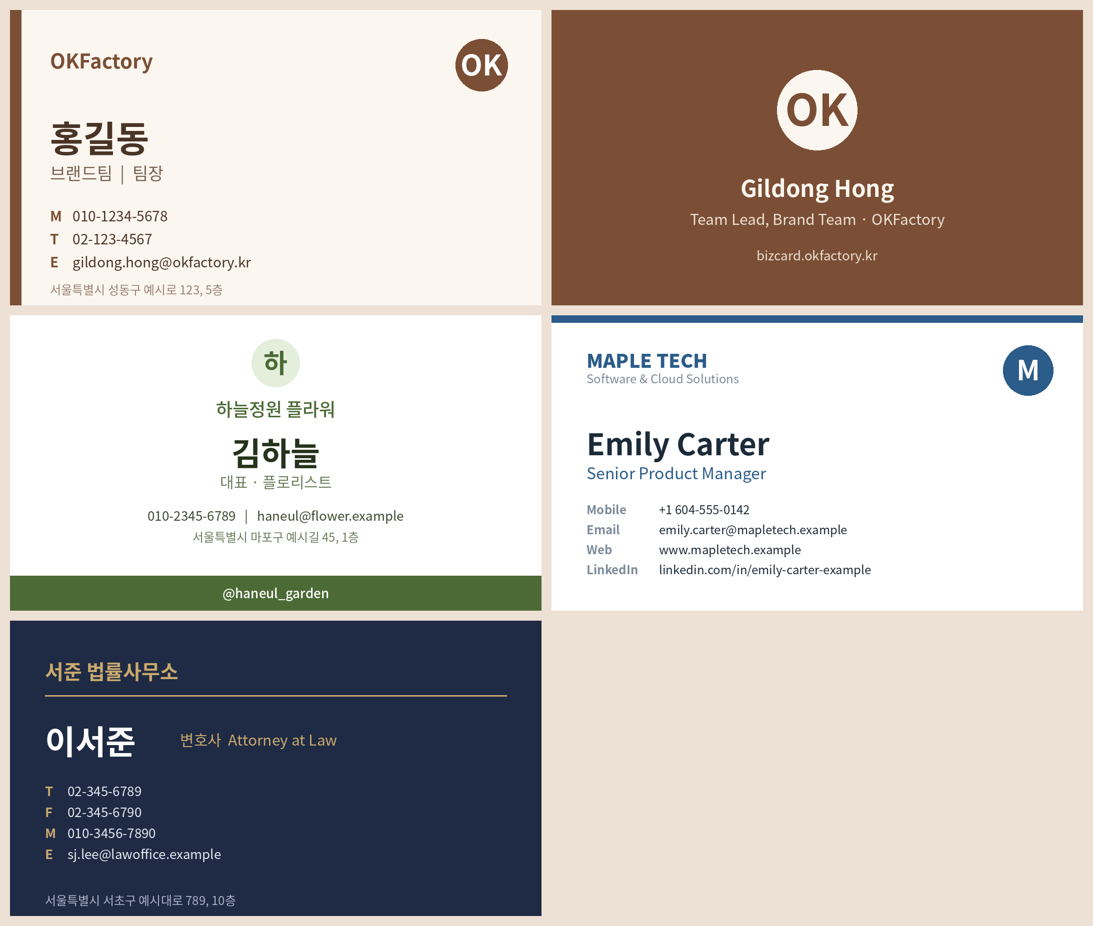 OKFactory
OK
홍길동
브랜드팀 | 팀장
M 010-1234-5678
T 02-123-4567
E gildong.hong@okfactory.kr
서울특별시 성동구 예시로 123, 5층
OK
Gildong Hong
Team Lead, Brand Team · OKFactory
bizcard.okfactory.kr
하
하늘정원 플라워
김하늘
대표 · 플로리스트
010-2345-6789 | haneul@flower.example
서울특별시 마포구 예시길 45, 1층
@haneul_garden
MAPLE TECH
Software & Cloud Solutions
M
Emily Carter
Senior Product Manager
Mobile +1 604-555-0142
Email emily.carter@mapletech.example
Web www.mapletech.example
LinkedIn linkedin.com/in/emily-carter-example
서준 법률사무소
이서준 변호사 Attorney at Law
T 02-345-6789
F 02-345-6790
M 010-3456-7890
E sj.lee@lawoffice.example
서울특별시 서초구 예시대로 789, 10층